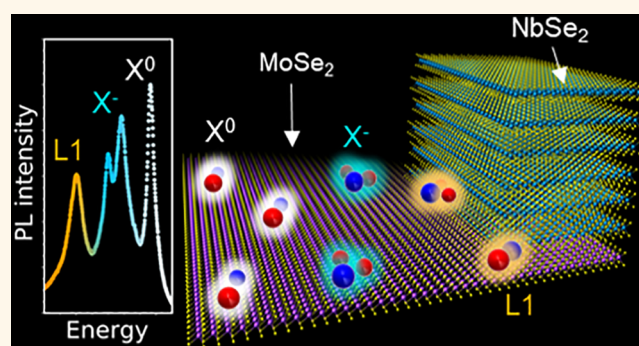 PL intensity
L1
X⁻
X⁰
Energy
X⁰
MoSe₂
X⁻
NbSe₂
L1